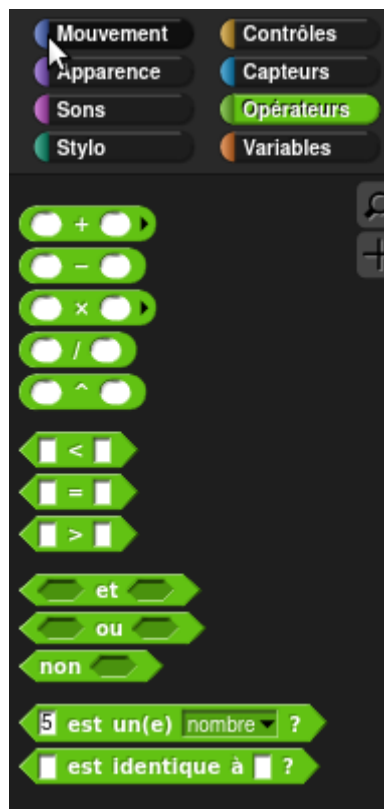 Mouvement Contrôles
Apparence Capteurs
Sons Opérateurs
Stylo Variables
+
−
×
/
^
<
=
>
et
ou
non
5 est un(e) nombre ?
est identique à ?